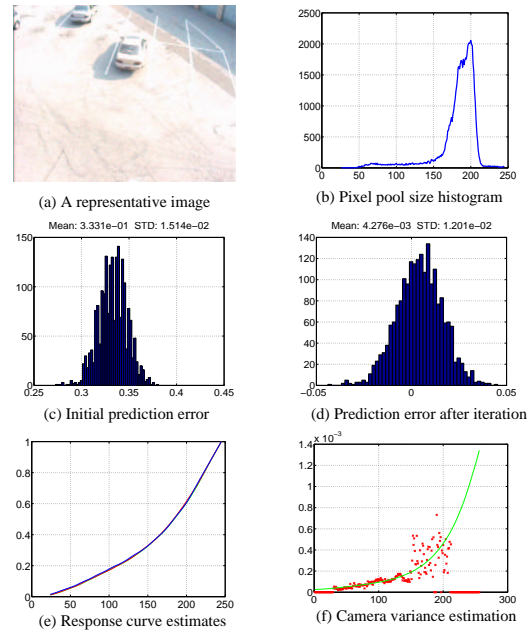 2500
2000
1500
1000
500
0
0 50 100 150 200 250
(a) A representative image
(b) Pixel pool size histogram
Mean: 3.331e−01 STD: 1.514e−02
150
100
50
0
0.25 0.3 0.35 0.4 0.45
(c) Initial prediction error
Mean: 4.276e−03 STD: 1.201e−02
140
120
100
80
60
40
20
0
−0.05 0 0.05
(d) Prediction error after iteration
1
0.8
0.6
0.4
0.2
0
0 50 100 150 200 250
(e) Response curve estimates
x 10⁻³
1.4
1.2
1
0.8
0.6
0.4
0.2
0
0 100 200 300
(f) Camera variance estimation